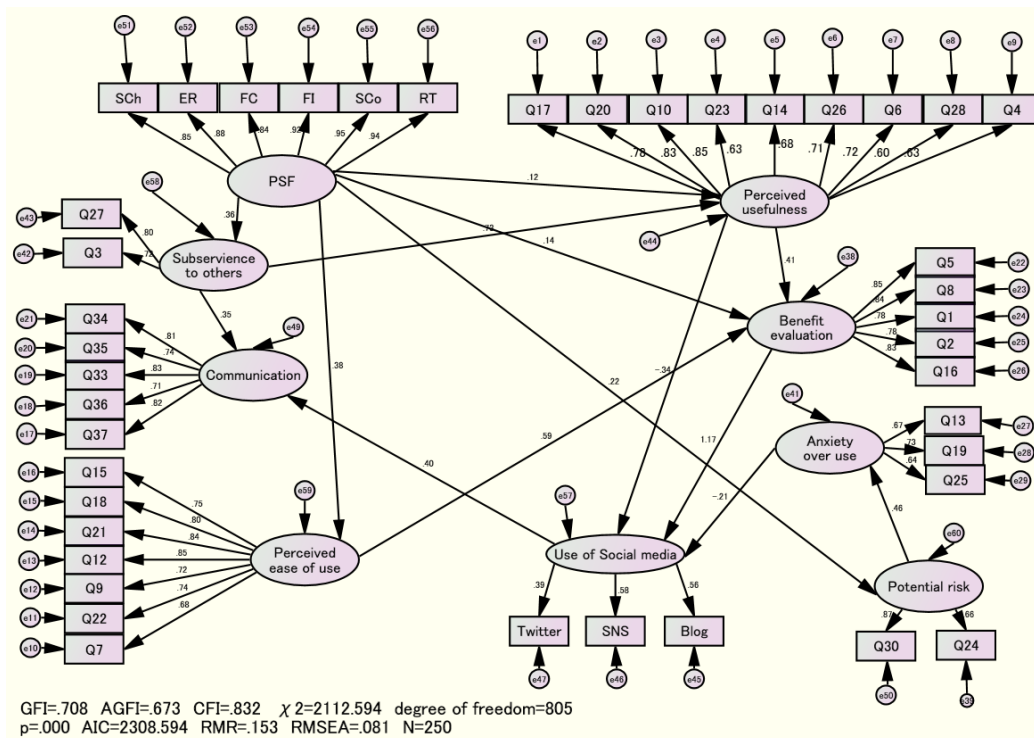 e51 e52 e53 e54 e55 e56
e1 e2 e3 e4 e5 e6 e7 e8 e9
SCh ER FC FI SCo RT
Q17 Q20 Q10 Q23 Q14 Q26 Q6 Q28 Q4
.85 .88 .84 .92 .95 .94
.78 .83 .85 .63 .68 .71 .72 .60 .63
PSF
.12
Perceived
usefulness
e58
e43 Q27
.80
.36
e42 Q3
.72
Subservience
to others
.73
.14
e44
.41
e38
Benefit
evaluation
.85 .84 .78 .78 .83
Q5 e22
Q8 e23
Q1 e24
Q2 e25
Q16 e26
.35
e49
Communication
e21 Q34 .81
e20 Q35 .74
e19 Q33 .83
e18 Q36 .71
e17 Q37 .82
.38
-.34
.22
.59
1.17
.40
e41
Anxiety
over use
.67 Q13 e27
.73 Q19 e28
.64 Q25 e29
-.21
.46
e16 Q15 .75
e15 Q18 .80
e14 Q21 .84
e13 Q12 .85
e12 Q9 .72
e11 Q22 .74
e10 Q7 .68
e59
Perceived
ease of use
e57
Use of Social media
.39 .58 .56
Twitter SNS Blog
e47 e46 e45
e60
Potential risk
.87 .66
Q30 Q24
e50 e39
GFI=.708 AGFI=.673 CFI=.832 χ2=2112.594 degree of freedom=805
p=.000 AIC=2308.594 RMR=.153 RMSEA=.081 N=250